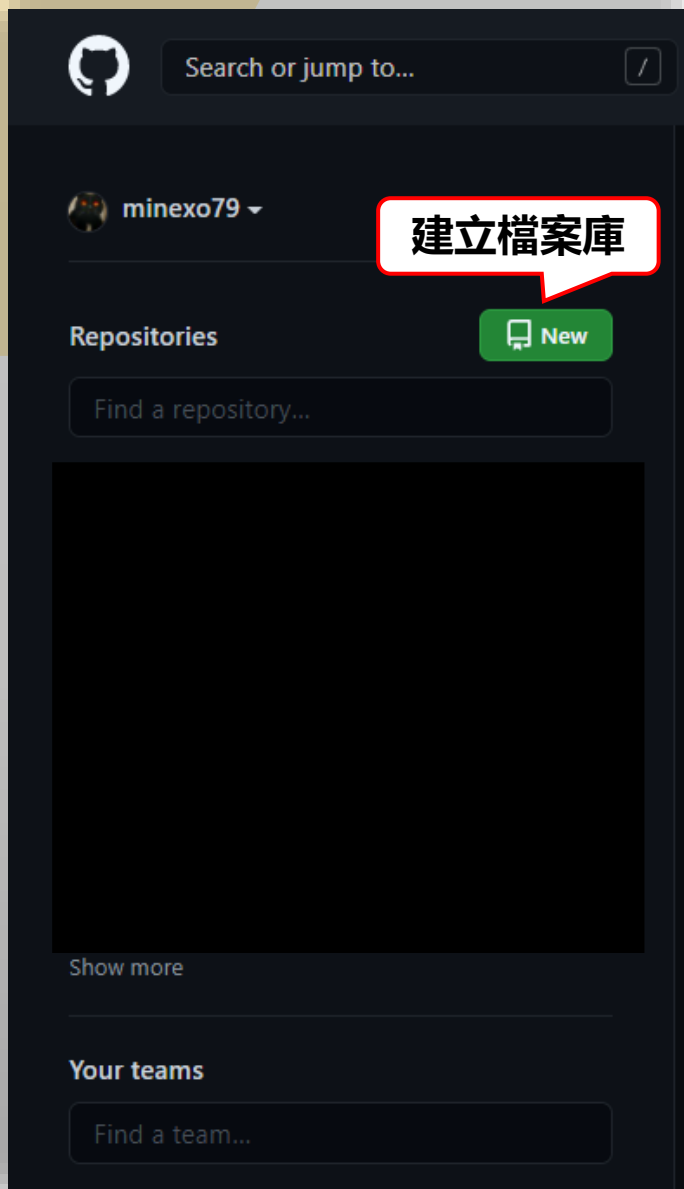 Search or jump to...
/
minexo79
建立檔案庫
Repositories
New
Find a repository...
Show more
Your teams
Find a team...